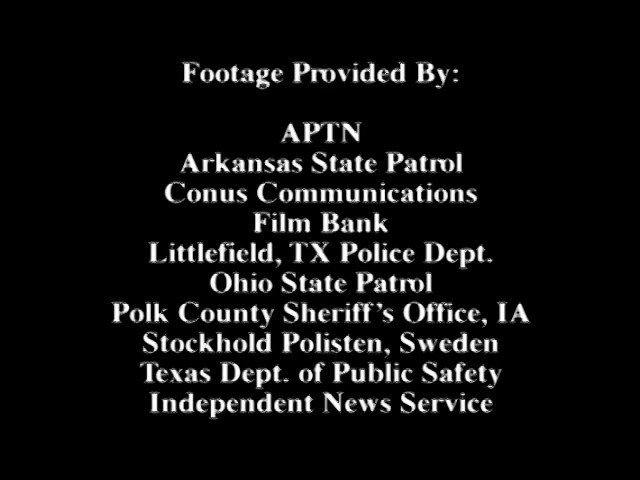 Footage Provided By:
APTN
Arkansas State Patrol
Conus Communications
Film Bank
Littlefield, TX Police Dept.
Ohio State Patrol
Polk County Sheriff's Office, IA
Stockhold Polisten, Sweden
Texas Dept. of Public Safety
Independent News Service